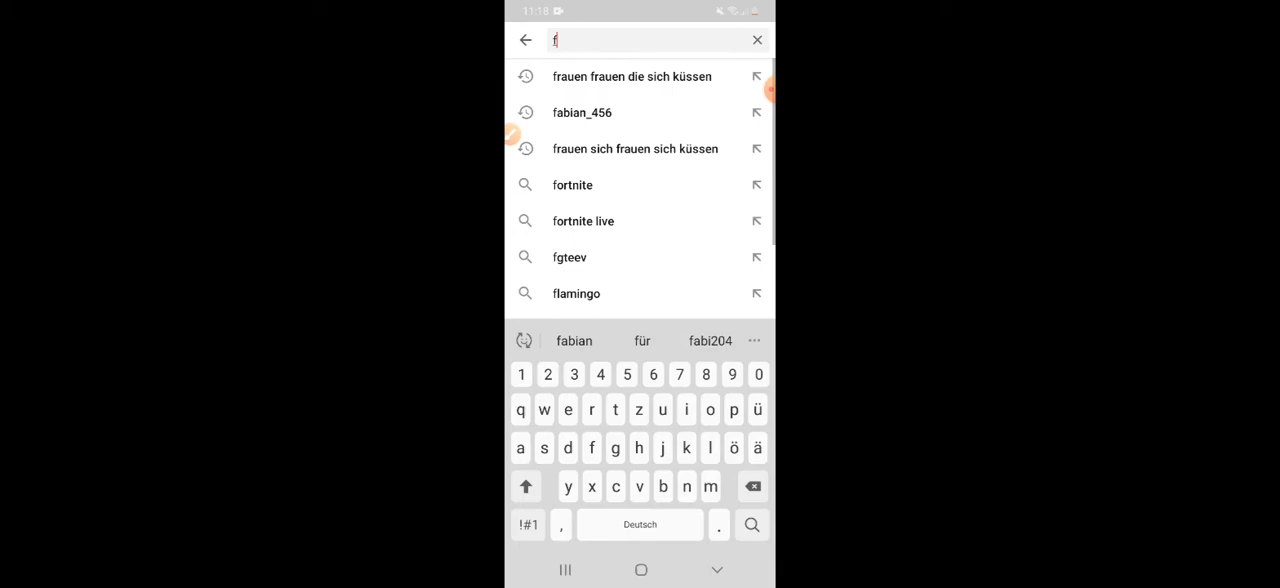 11:18
f
frauen frauen die sich küssen
fabian_456
frauen sich frauen sich küssen
fortnite
fortnite live
fgteev
flamingo
fabian für fabi204
1 2 3 4 5 6 7 8 9 0
q w e r t z u i o p ü
a s d f g h j k l ö ä
y x c v b n m
!#1 , Deutsch .